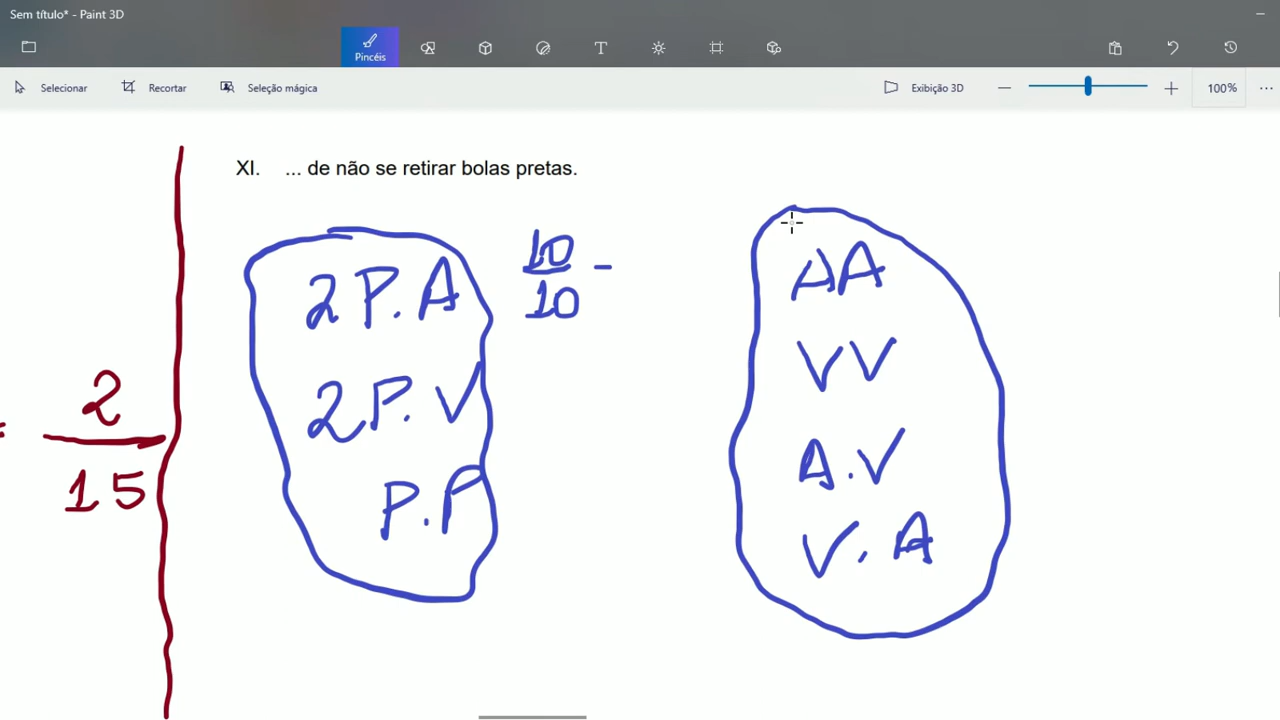 Sem título* - Paint 3D
Pincéis
Selecionar Recortar Seleção mágica Exibição 3D 100%
XI. ... de não se retirar bolas pretas.
2P.A
2P.V
P.P
10
10 -
AA
VV
A.V
V.A
= 2
15